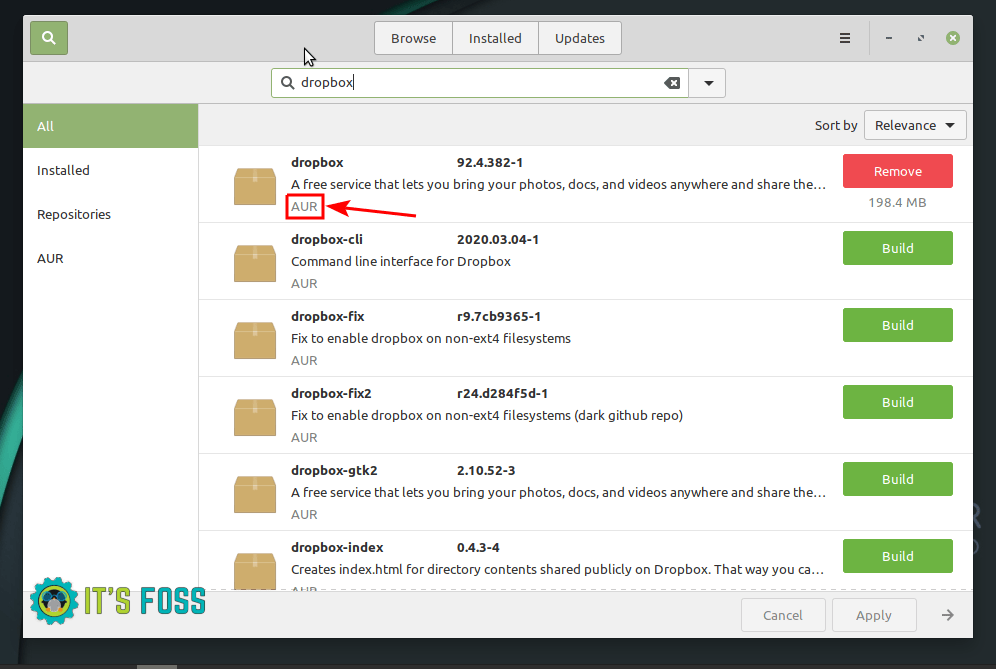 Browse Installed Updates
dropbox
All
Installed
Repositories
AUR
Sort by Relevance
dropbox 92.4.382-1
A free service that lets you bring your photos, docs, and videos anywhere and share the...
AUR
Remove
198.4 MB
dropbox-cli 2020.03.04-1
Command line interface for Dropbox
AUR
Build
dropbox-fix r9.7cb9365-1
Fix to enable dropbox on non-ext4 filesystems
AUR
Build
dropbox-fix2 r24.d284f5d-1
Fix to enable dropbox on non-ext4 filesystems (dark github repo)
AUR
Build
dropbox-gtk2 2.10.52-3
A free service that lets you bring your photos, docs, and videos anywhere and share the...
AUR
Build
dropbox-index 0.4.3-4
Creates index.html for directory contents shared publicly on Dropbox. That way you ca...
AUR
Build
IT'S FOSS
Cancel Apply